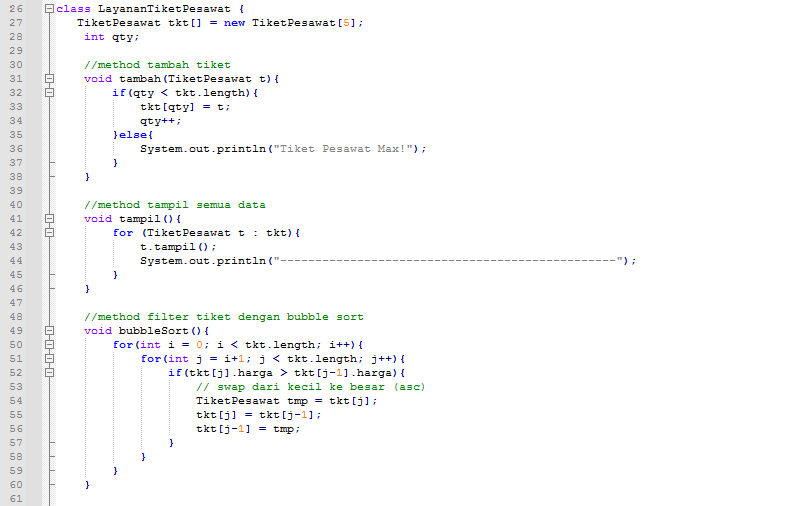 26 class LayananTiketPesawat {
27 TiketPesawat tkt[] = new TiketPesawat[5];
28 int qty;
29
30 //method tambah tiket
31 void tambah(TiketPesawat t){
32 if(qty < tkt.length){
33 tkt[qty] = t;
34 qty++;
35 }else{
36 System.out.println("Tiket Pesawat Max!");
37 }
38 }
39
40 //method tampil semua data
41 void tampil(){
42 for (TiketPesawat t : tkt){
43 t.tampil();
44 System.out.println("------------------------------------------------");
45 }
46 }
47
48 //method filter tiket dengan bubble sort
49 void bubbleSort(){
50 for(int i = 0; i < tkt.length; i++){
51 for(int j = i+1; j < tkt.length; j++){
52 if(tkt[j].harga > tkt[j-1].harga){
53 // swap dari kecil ke besar (asc)
54 TiketPesawat tmp = tkt[j];
55 tkt[j] = tkt[j-1];
56 tkt[j-1] = tmp;
57 }
58 }
59 }
60 }
61